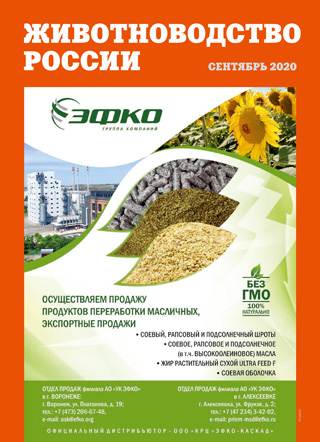 ЖИВОТНОВОДСТВО
РОССИИ
СЕНТЯБРЬ 2020
ЭФКО
ГРУППА КОМПАНИЙ
БЕЗ
ГМО
100%
НАТУРАЛЬНО
ОСУЩЕСТВЛЯЕМ ПРОДАЖУ
ПРОДУКТОВ ПЕРЕРАБОТКИ МАСЛИЧНЫХ,
ЭКСПОРТНЫЕ ПРОДАЖИ
• СОЕВЫЙ, РАПСОВЫЙ И ПОДСОЛНЕЧНЫЙ ШРОТЫ
• СОЕВОЕ, РАПСОВОЕ И ПОДСОЛНЕЧНОЕ
(в т.ч. ВЫСОКООЛЕИНОВОЕ) МАСЛА
• ЖИР РАСТИТЕЛЬНЫЙ СУХОЙ ULTRA FEED F
• СОЕВАЯ ОБОЛОЧКА
ОТДЕЛ ПРОДАЖ филиала АО «УК ЭФКО»
в г. ВОРОНЕЖЕ:
г. Воронеж, ул. Платонова, д. 19;
тел.: +7 (473) 206-67-48,
e-mail: sok@efko.org
ОТДЕЛ ПРОДАЖ филиала АО «УК ЭФКО»
в г. АЛЕКСЕЕВКЕ:
г. Алексеевка, ул. Фрунзе, д. 2;
тел.: +7 (47 234) 3-42-02,
e-mail: prom-msd@efko.ru
ОФИЦИАЛЬНЫЙ ДИСТРИБЬЮТОР - ООО «КРЦ «ЭФКО-КАСКАД»